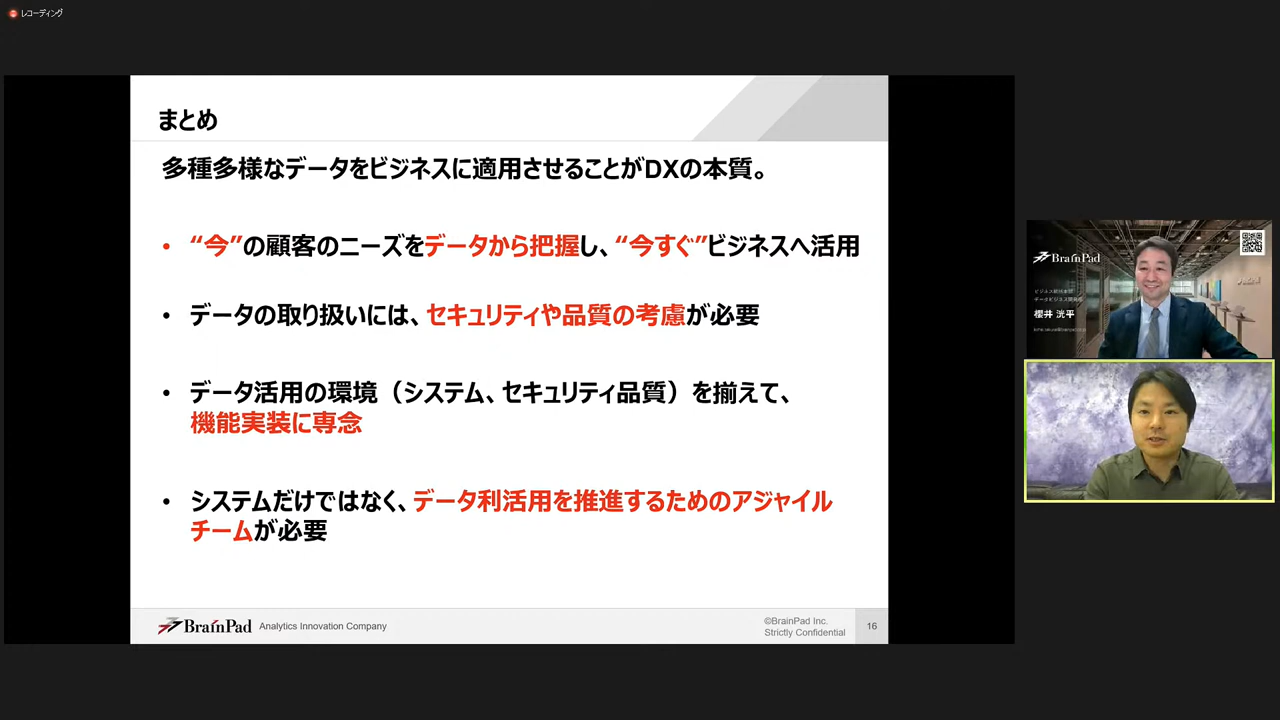 レコーディング
まとめ
多種多様なデータをビジネスに適用させることがDXの本質。
• “今”の顧客のニーズをデータから把握し、“今すぐ”ビジネスへ活用
• データの取り扱いには、セキュリティや品質の考慮が必要
• データ活用の環境（システム、セキュリティ品質）を揃えて、
機能実装に専念
• システムだけではなく、データ利活用を推進するためのアジャイル
チームが必要
BrainPad Analytics Innovation Company
©BrainPad Inc.
Strictly Confidential
16
BrainPad
櫻井 洸平